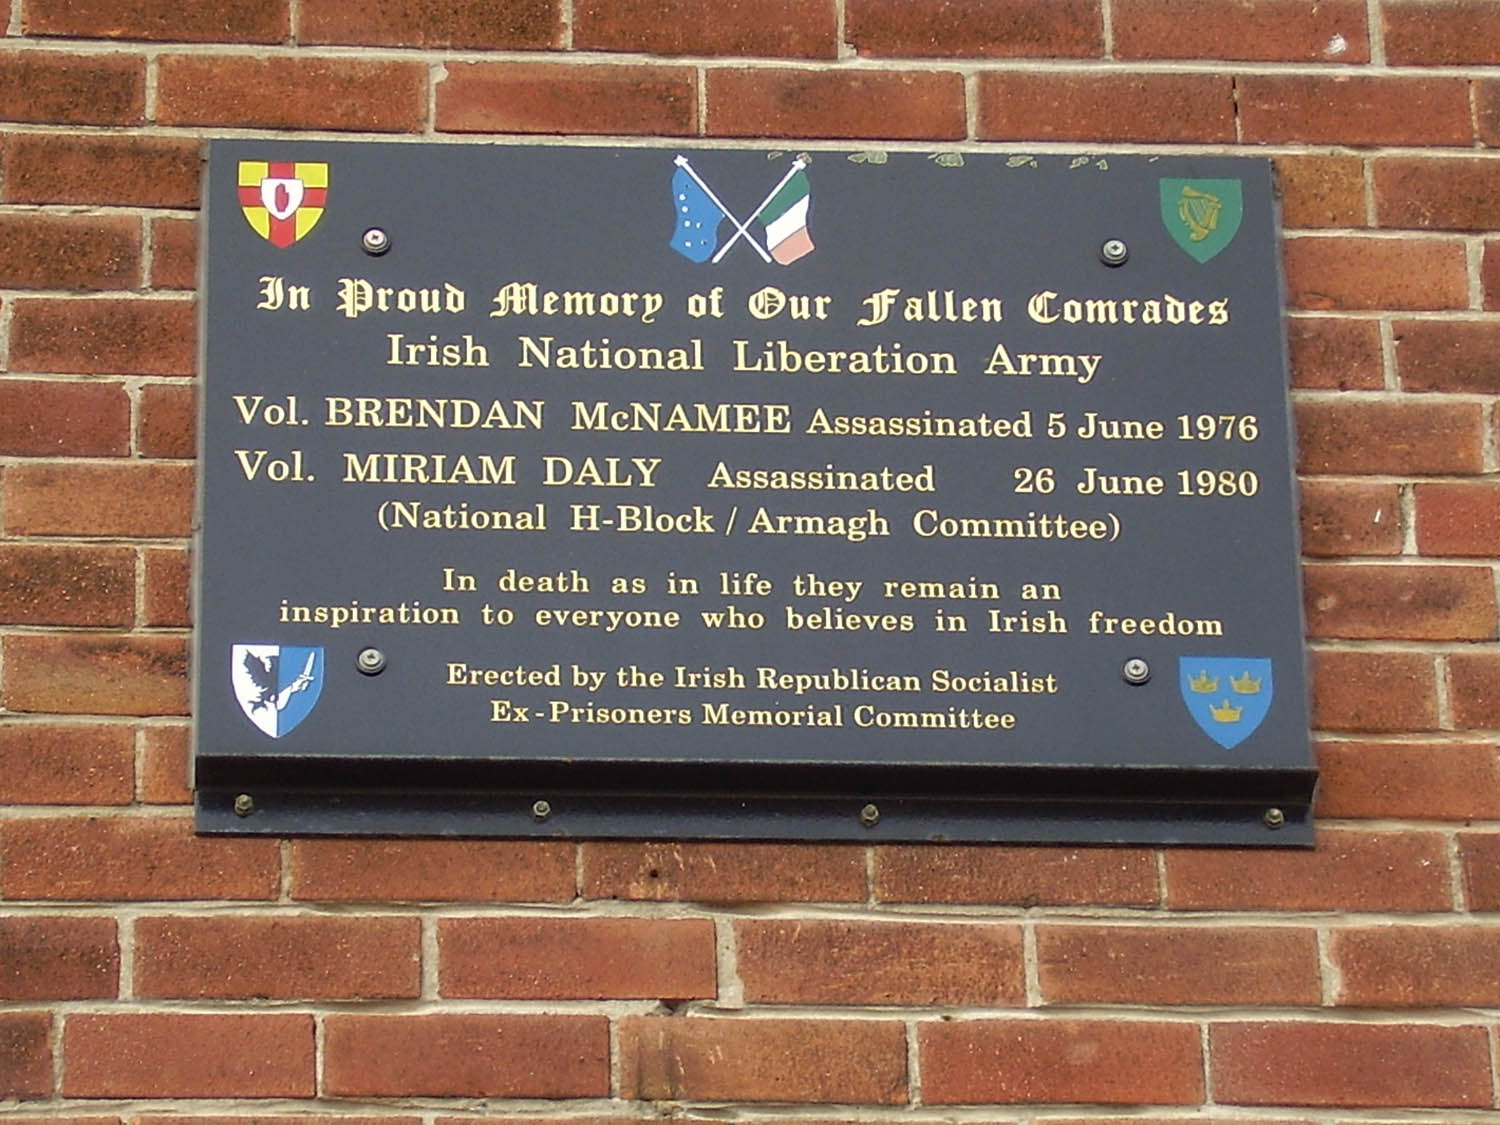 In Proud Memory of Our Fallen Comrades
Irish National Liberation Army
Vol. BRENDAN McNAMEE Assassinated 5 June 1976
Vol. MIRIAM DALY Assassinated 26 June 1980
(National H-Block / Armagh Committee)
In death as in life they remain an
inspiration to everyone who believes in Irish freedom
Erected by the Irish Republican Socialist
Ex-Prisoners Memorial Committee